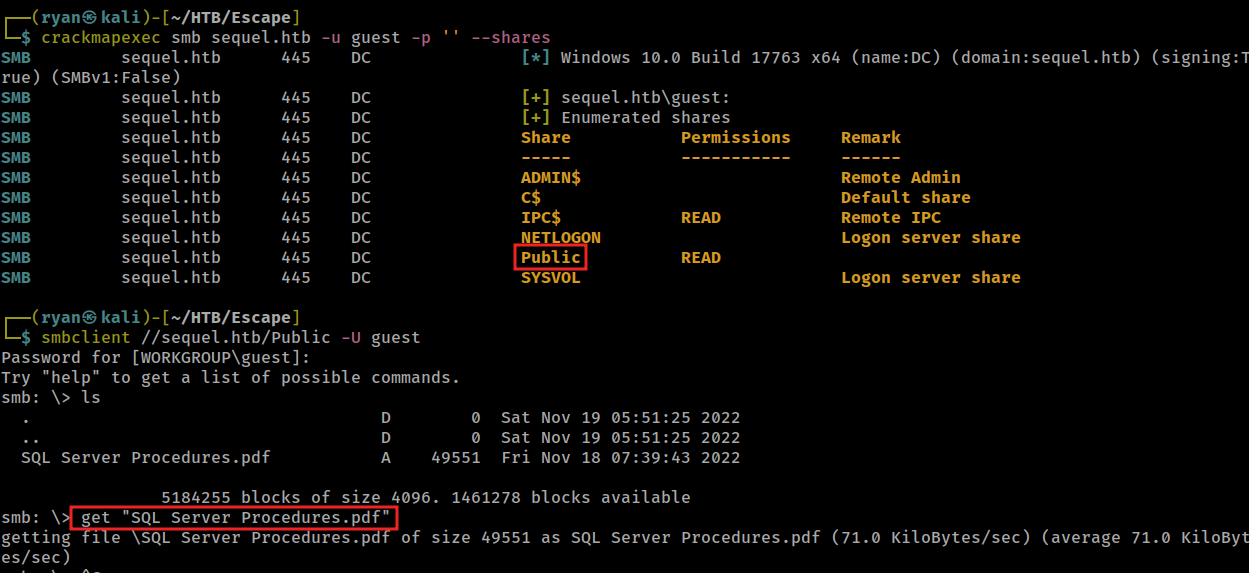 ┌──(ryan㉿kali)-[~/HTB/Escape]
└─$ crackmapexec smb sequel.htb -u guest -p '' --shares
SMB         sequel.htb      445    DC               [*] Windows 10.0 Build 17763 x64 (name:DC) (domain:sequel.htb) (signing:T
rue) (SMBv1:False)
SMB         sequel.htb      445    DC               [+] sequel.htb\guest:
SMB         sequel.htb      445    DC               [+] Enumerated shares
SMB         sequel.htb      445    DC               Share           Permissions     Remark
SMB         sequel.htb      445    DC               -----           -----------     ------
SMB         sequel.htb      445    DC               ADMIN$                          Remote Admin
SMB         sequel.htb      445    DC               C$                              Default share
SMB         sequel.htb      445    DC               IPC$            READ            Remote IPC
SMB         sequel.htb      445    DC               NETLOGON                        Logon server share
SMB         sequel.htb      445    DC               Public          READ
SMB         sequel.htb      445    DC               SYSVOL                          Logon server share
┌──(ryan㉿kali)-[~/HTB/Escape]
└─$ smbclient //sequel.htb/Public -U guest
Password for [WORKGROUP\guest]:
Try "help" to get a list of possible commands.
smb: \> ls
  .                                   D        0  Sat Nov 19 05:51:25 2022
  ..                                  D        0  Sat Nov 19 05:51:25 2022
  SQL Server Procedures.pdf           A    49551  Fri Nov 18 07:39:43 2022
                5184255 blocks of size 4096. 1461278 blocks available
smb: \> get "SQL Server Procedures.pdf"
getting file \SQL Server Procedures.pdf of size 49551 as SQL Server Procedures.pdf (71.0 KiloBytes/sec) (average 71.0 KiloByt
es/sec)